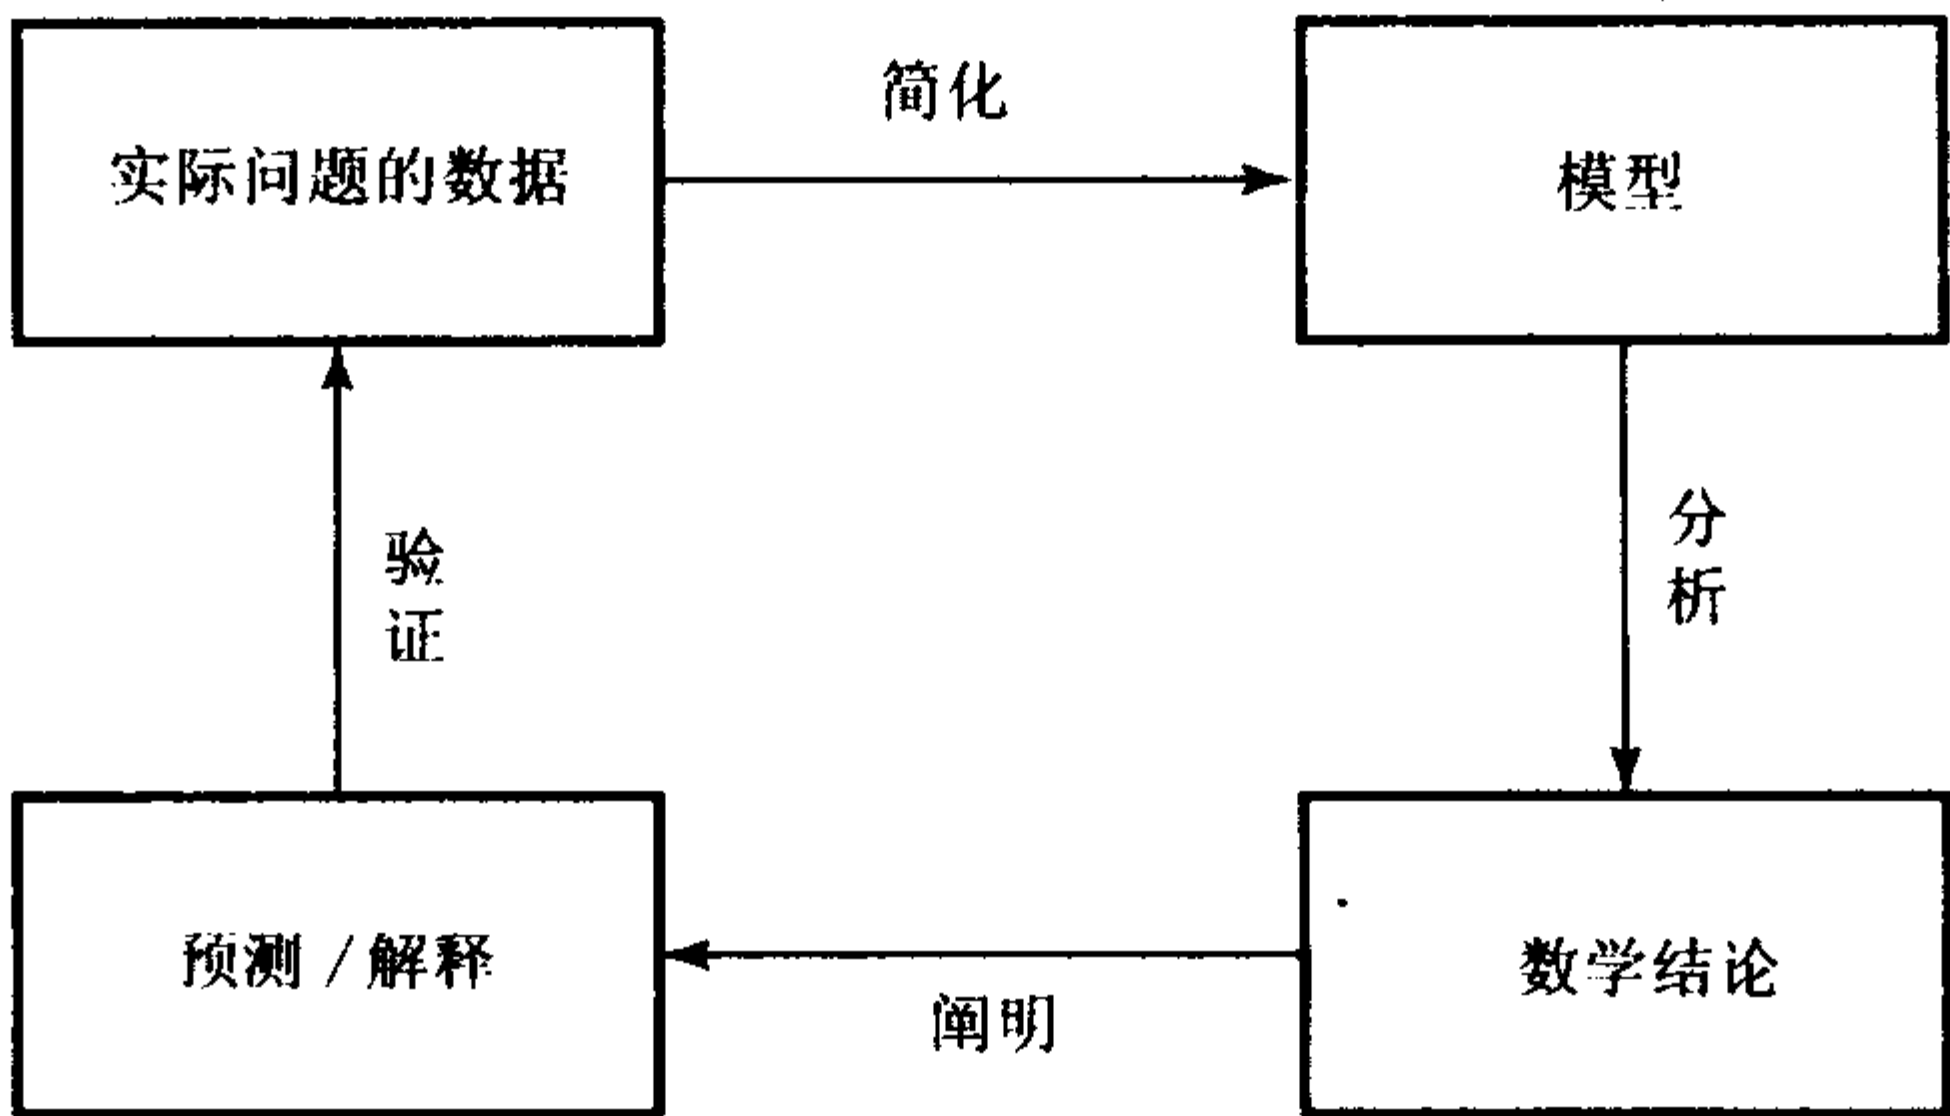 简化
实际问题的数据
模型
分析
验证
预测/解释
数学结论
阐明